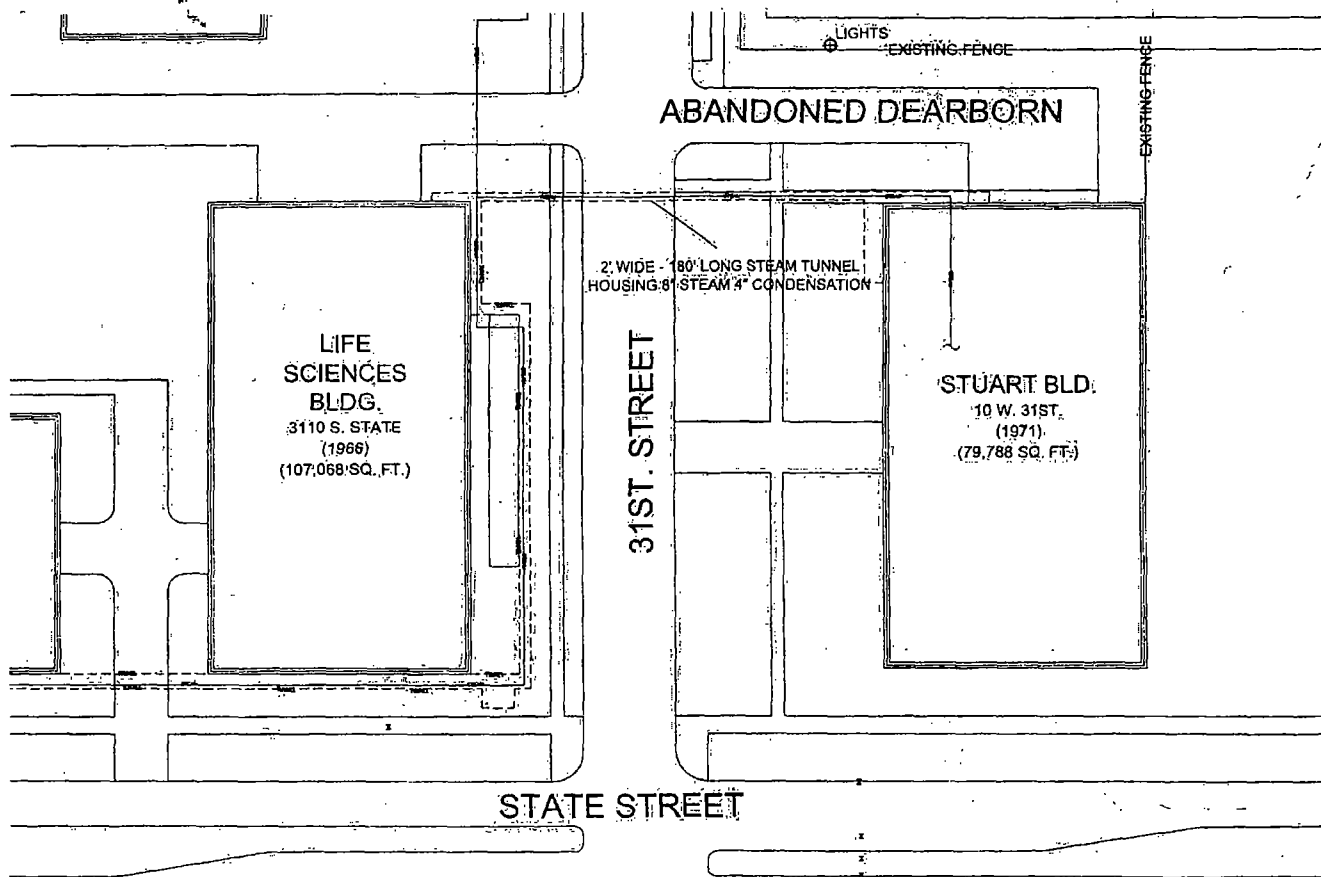 LIGHTS
EXISTING FENCE
EXISTING FENCE
ABANDONED DEARBORN
2' WIDE - 180' LONG STEAM TUNNEL
HOUSING 8" STEAM 4" CONDENSATION
LIFE
SCIENCES
BLDG.
3110 S. STATE
(1966)
(107,068 SQ. FT.)
31ST. STREET
STUART BLD.
10 W. 31ST.
(1971)
(79,788 SQ. FT.)
STATE STREET